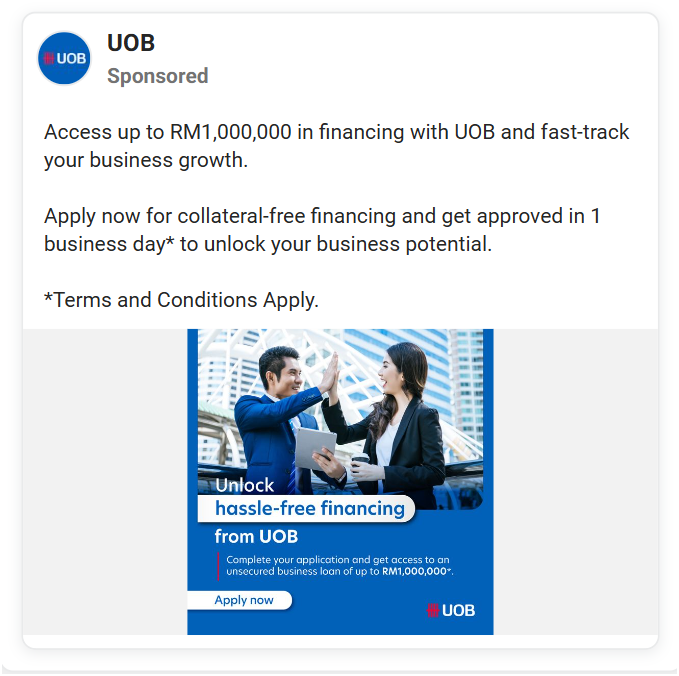 UOB
UOB
Sponsored
Access up to RM1,000,000 in financing with UOB and fast-track
your business growth.
Apply now for collateral-free financing and get approved in 1
business day* to unlock your business potential.
*Terms and Conditions Apply.
Unlock
hassle-free financing
from UOB
Complete your application and get access to an
unsecured business loan of up to RM1,000,000*.
Apply now
UOB